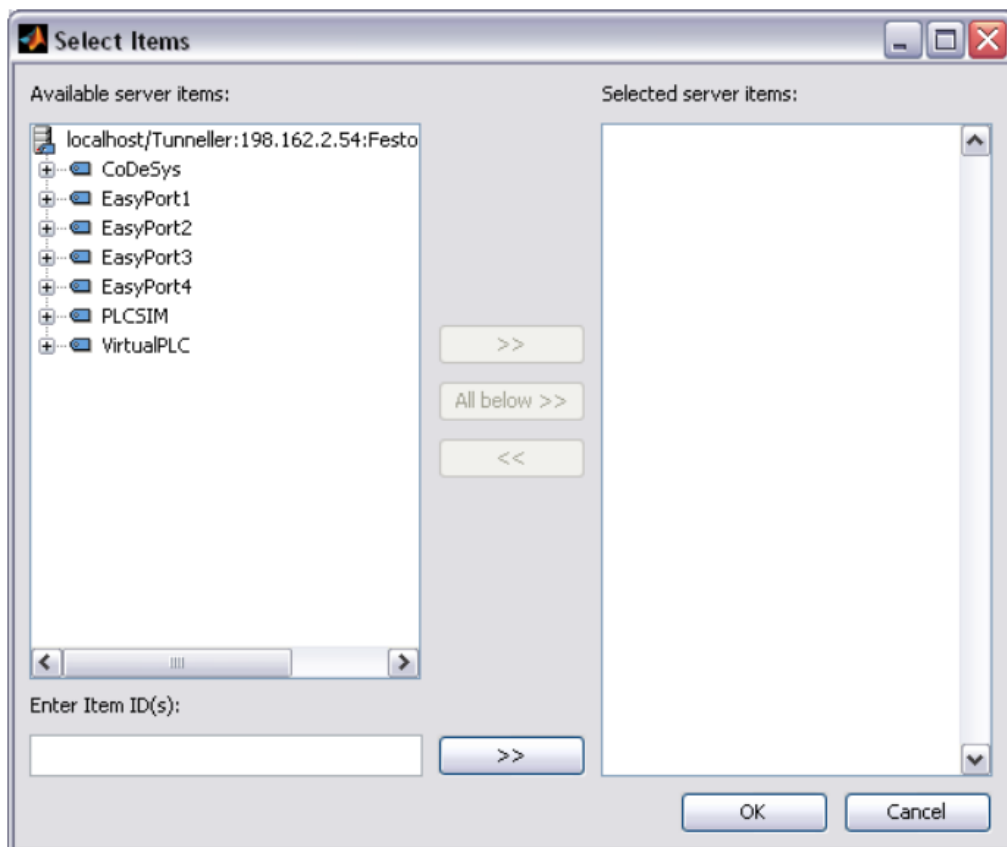 Select Items
Available server items:
Selected server items:
localhost/Tunneller:198.162.2.54:Festo
CoDeSys
EasyPort1
EasyPort2
EasyPort3
EasyPort4
PLCSIM
VirtualPLC
>>
All below >>
<<
Enter Item ID(s):
>>
OK
Cancel